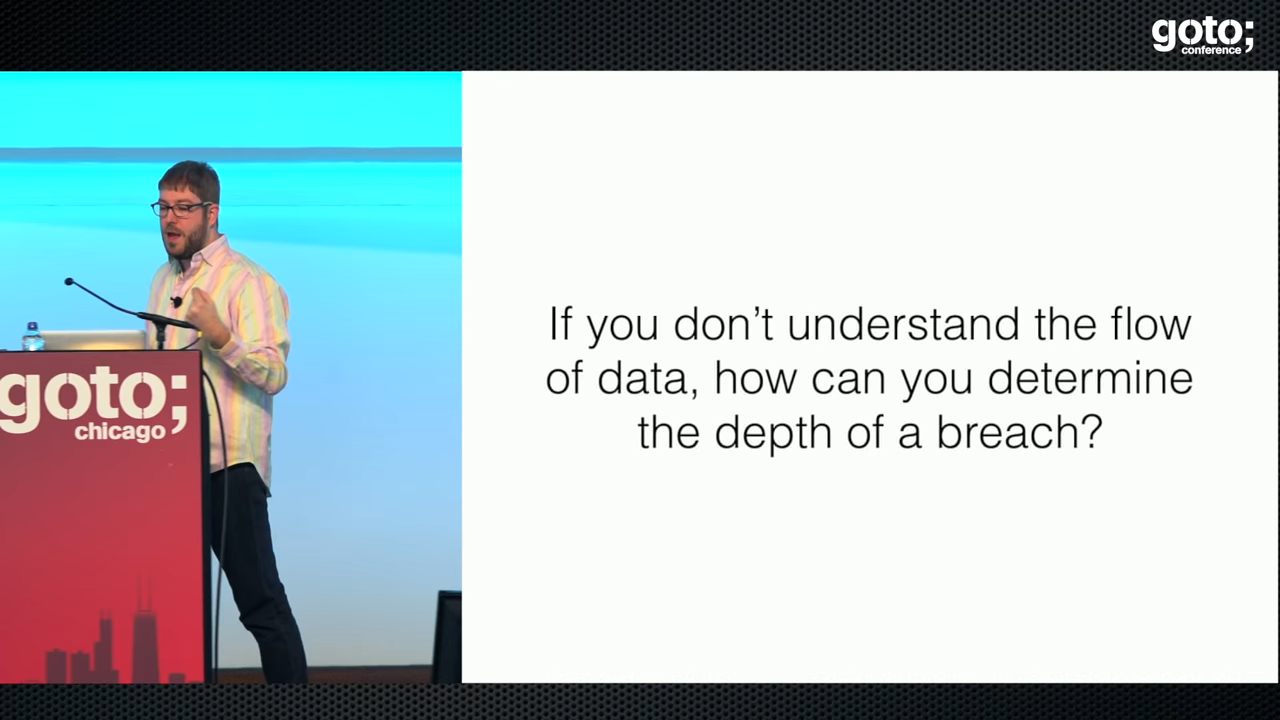 goto;
conference
If you don't understand the flow
of data, how can you determine
the depth of a breach?
goto;
chicago